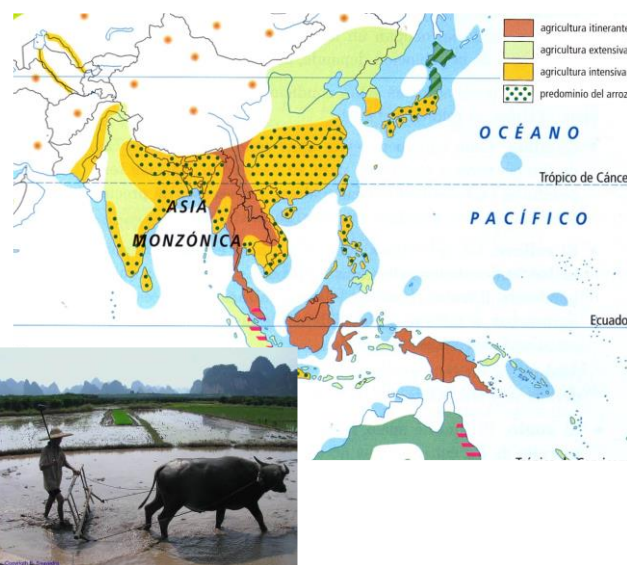 agricultura itinerante
agricultura extensiva
agricultura intensiva
predominio del arroz
OCÉANO
Trópico de Cánce
ASIA
PACÍFICO
MONZÓNICA
Ecuado